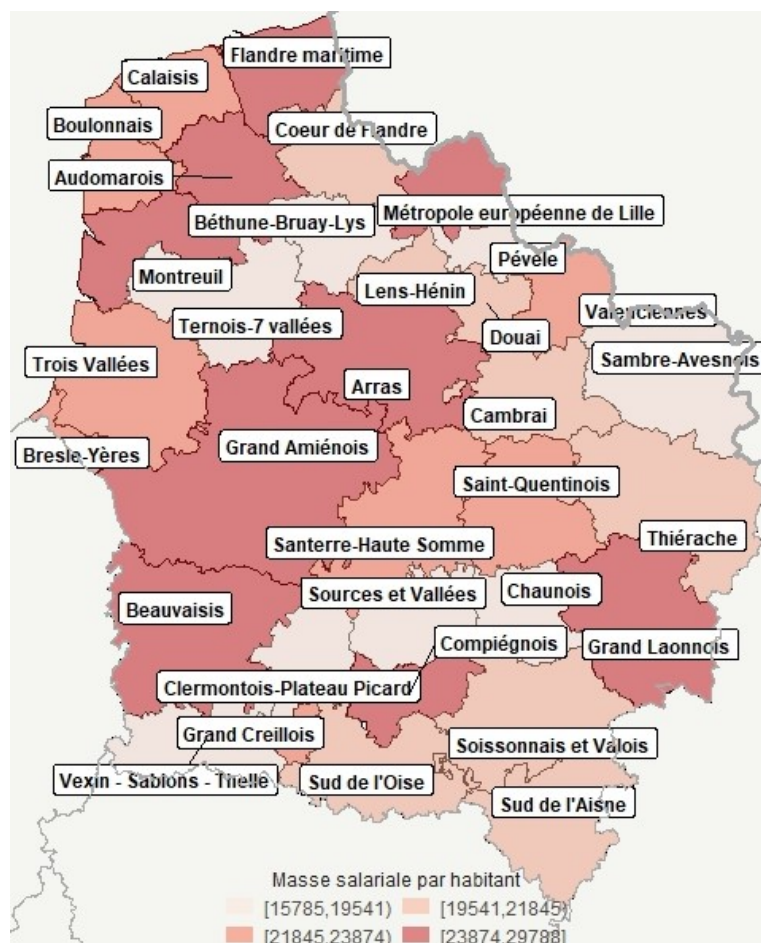 Flandre maritime
Calaisis
Boulonnais
Coeur de Flandre
Audomarois
Béthune-Bruay-Lys
Métropole européenne de Lille
Pévèle
Montreuil
Lens-Hénin
Valenciennes
Ternois-7 vallées
Douai
Sambre-Avesnois
Trois Vallées
Arras
Cambrai
Bresle-Yères
Grand Amiénois
Saint-Quentinois
Santerre-Haute Somme
Thiérache
Beauvaisis
Sources et Vallées
Chaunois
Compiégnois
Grand Laonnois
Clermontois-Plateau Picard
Grand Creillois
Soissonnais et Valois
Vexin - Sablons - Thelle
Sud de l'Oise
Sud de l'Aisne
Masse salariale par habitant
[15785,19541) [19541,21845)
[21845,23874) [23874,29788]